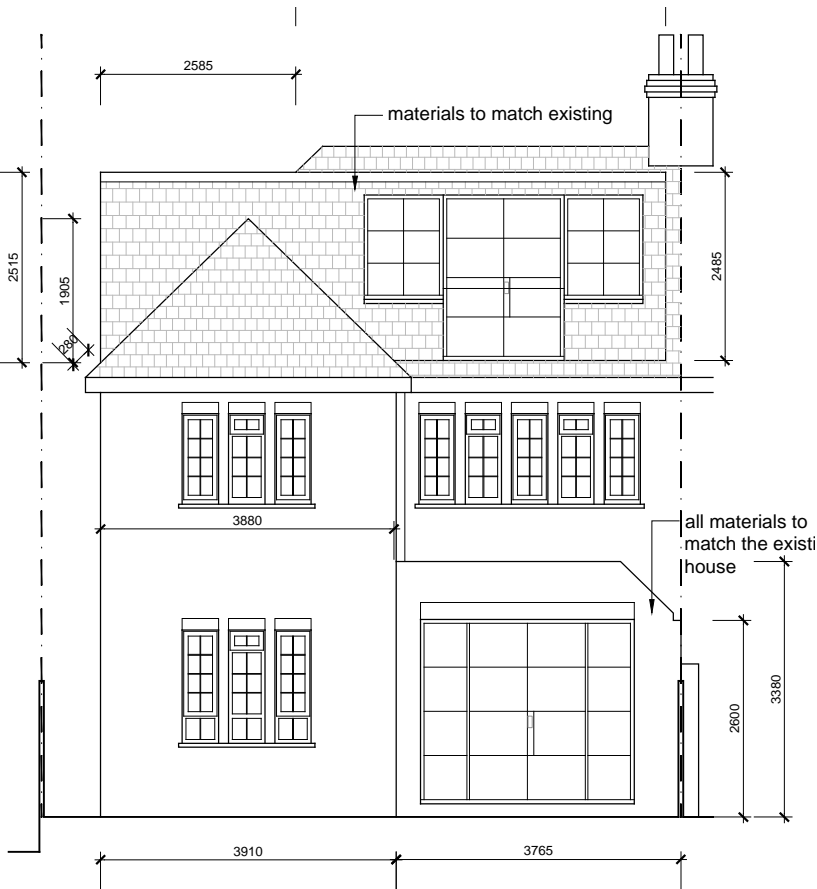 2585
materials to match existing
2515
1905
280
2485
3880
all materials to
match the existi
house
2600
3380
3910
3765